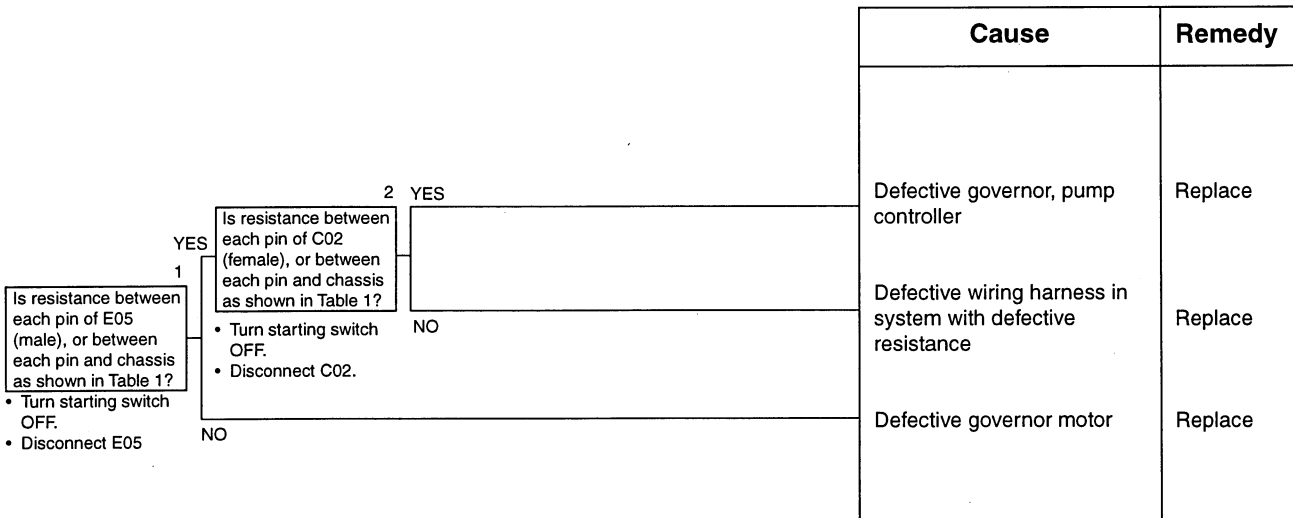 Cause
Remedy
2 YES
Is resistance between
each pin of C02
(female), or between
each pin and chassis
as shown in Table 1?
• Turn starting switch
OFF.
• Disconnect C02.
YES
1
Is resistance between
each pin of E05
(male), or between
each pin and chassis
as shown in Table 1?
• Turn starting switch
OFF.
• Disconnect E05
NO
NO
Defective governor, pump
controller
Replace
Defective wiring harness in
system with defective
resistance
Replace
Defective governor motor
Replace